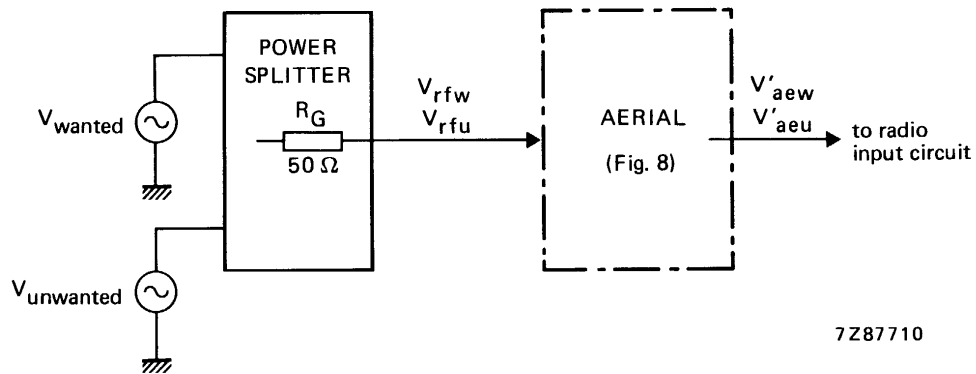 POWER
SPLITTER
R_G
50 Ω
V_wanted
V_unwanted
V_rfw
V_rfu
AERIAL
(Fig. 8)
V'_aew
V'_aeu
to radio
input circuit
7Z87710